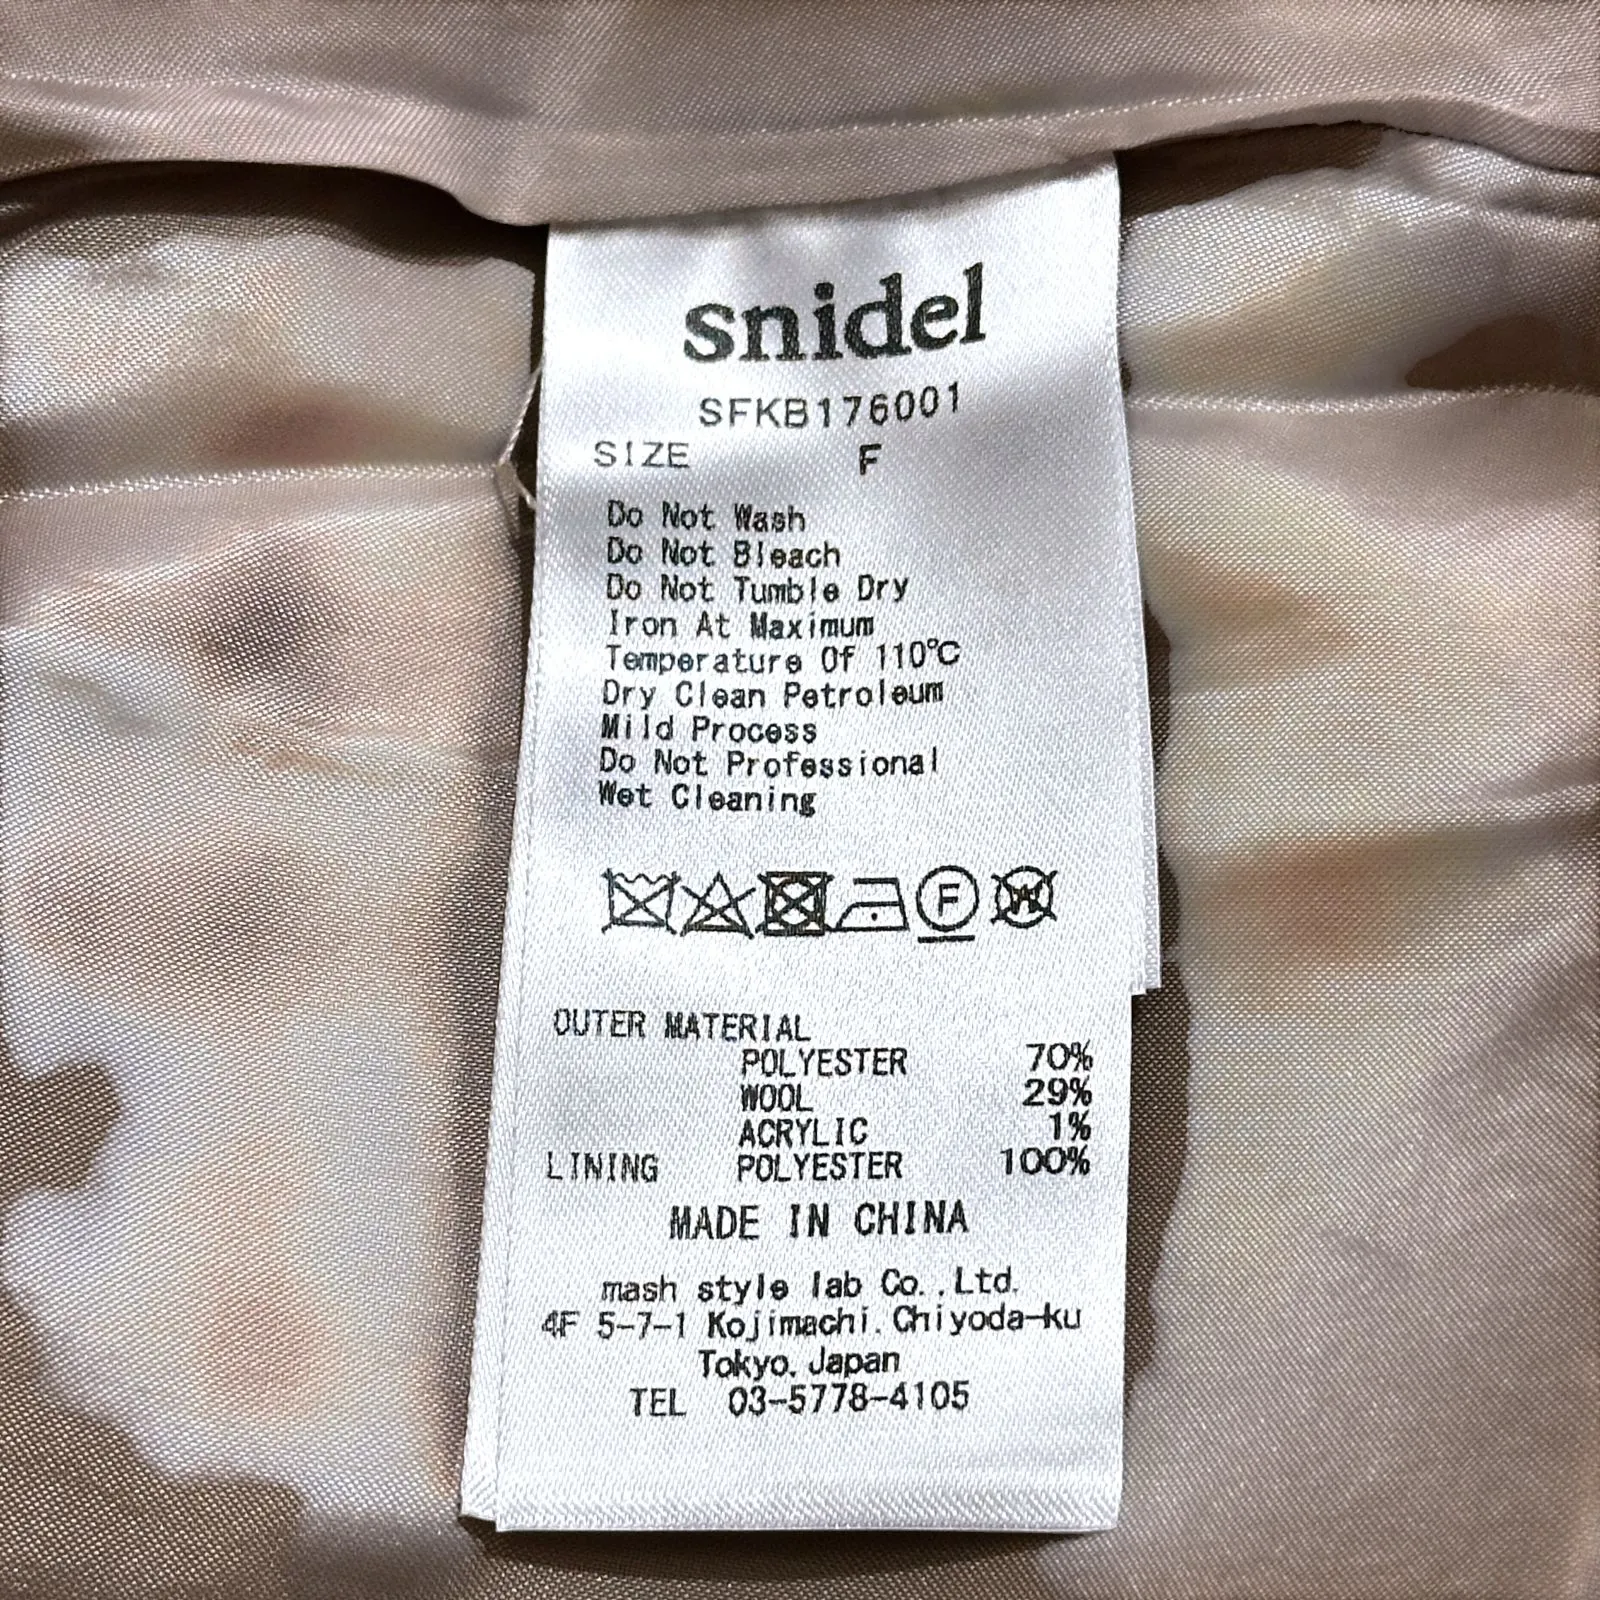 snidel
SFKB176001
SIZE F
Do Not Wash
Do Not Bleach
Do Not Tumble Dry
Iron At Maximum
Temperature Of 110℃
Dry Clean Petroleum
Mild Process
Do Not Professional
Wet Cleaning
F W
OUTER MATERIAL
POLYESTER 70%
WOOL 29%
ACRYLIC 1%
LINING POLYESTER 100%
MADE IN CHINA
mash style lab Co.,Ltd.
4F 5-7-1 Kojimachi.Chiyoda-ku
Tokyo.Japan
TEL 03-5778-4105